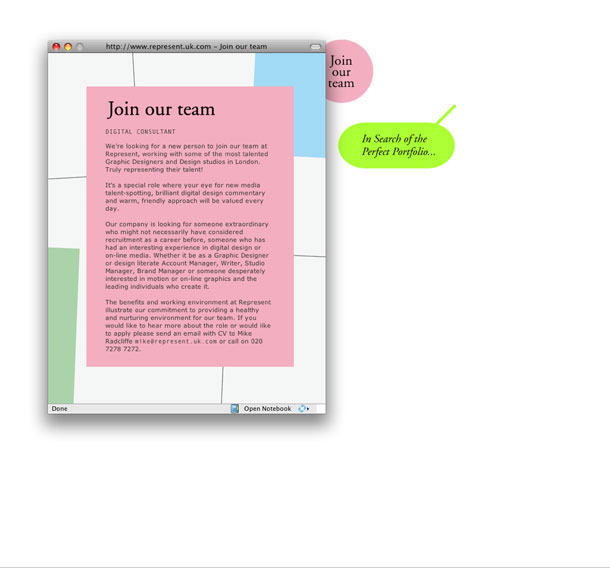 http://www.represent.uk.com – Join our team
Join our team
DIGITAL CONSULTANT
We're looking for a new person to join our team at
Represent, working with some of the most talented
Graphic Designers and Design studios in London.
Truly representing their talent!
It's a special role where your eye for new media
talent-spotting, brilliant digital design commentary
and warm, friendly approach will be valued every
day.
Our company is looking for someone extraordinary
who might not necessarily have considered
recruitment as a career before, someone who has
had an interesting experience in digital design or
on-line media. Whether it be as a Graphic Designer
or design literate Account Manager, Writer, Studio
Manager, Brand Manager or someone desperately
interested in motion or on-line graphics and the
leading individuals who create it.
The benefits and working environment at Represent
illustrate our commitment to providing a healthy
and nurturing environment for our team. If you
would like to hear more about the role or would like
to apply please send an email with CV to Mike
Radcliffe mike@represent.uk.com or call on 020
7278 7272.
Done
Open Notebook
Join
our
team
In Search of the
Perfect Portfolio...